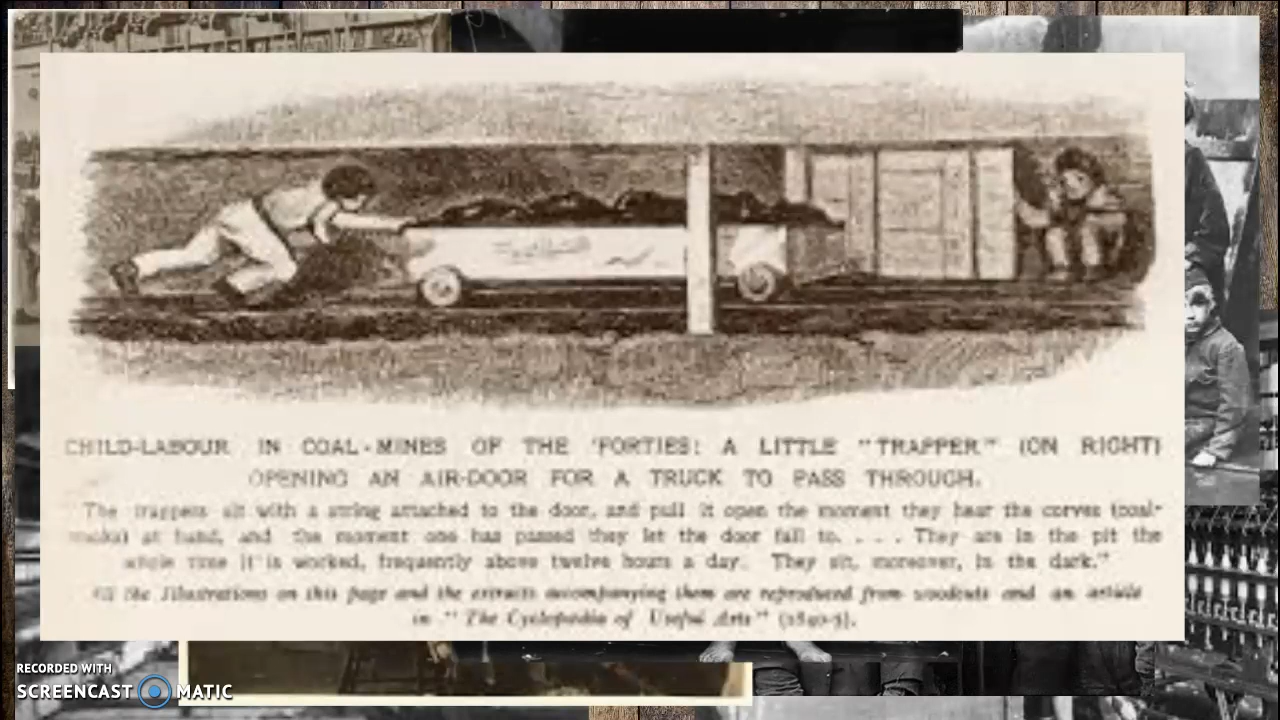 CHILD-LABOUR IN COAL-MINES OF THE 'FORTIES: A LITTLE "TRAPPER" (ON RIGHT)
OPENING AN AIR-DOOR FOR A TRUCK TO PASS THROUGH.
"The trappers sit with a string attached to the door, and pull it open the moment they hear the corves (coal-
at hand, and the moment one has passed they let the door fall to. . . . They are in the pit the
whole time it is worked, frequently above twelve hours a day. They sit, moreover, in the dark."
All the illustrations on this page and the extracts accompanying them are reproduced from woodcuts and an article
in "The Cyclopædia of Useful Arts" (1840-5).
RECORDED WITH
SCREENCAST MATIC